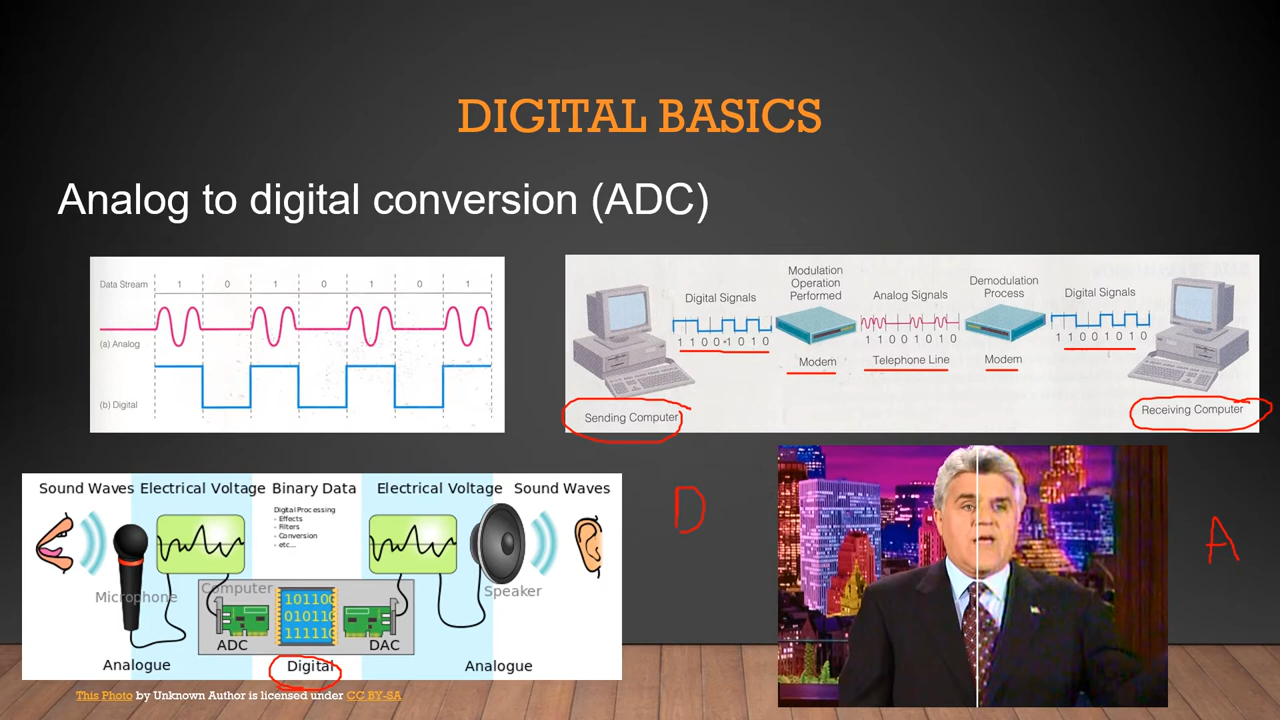 DIGITAL BASICS
Analog to digital conversion (ADC)
Data Stream 1 0 1 0 1 0 1
(a) Analog
(b) Digital
Modulation
Operation
Performed
Demodulation
Process
Digital Signals
Analog Signals
Digital Signals
1 1 0 0 1 0 1 0
1 1 0 0 1 0 1 0
1 1 0 0 1 0 1 0
Modem
Telephone Line
Modem
Sending Computer
Receiving Computer
Sound Waves Electrical Voltage Binary Data Electrical Voltage Sound Waves
Digital Processing
- Effects
- Filters
- Conversion
- etc...
Microphone
Computer
Speaker
10110
01011
11111
ADC
DAC
Analogue
Digital
Analogue
D
A
This Photo by Unknown Author is licensed under CC BY-SA